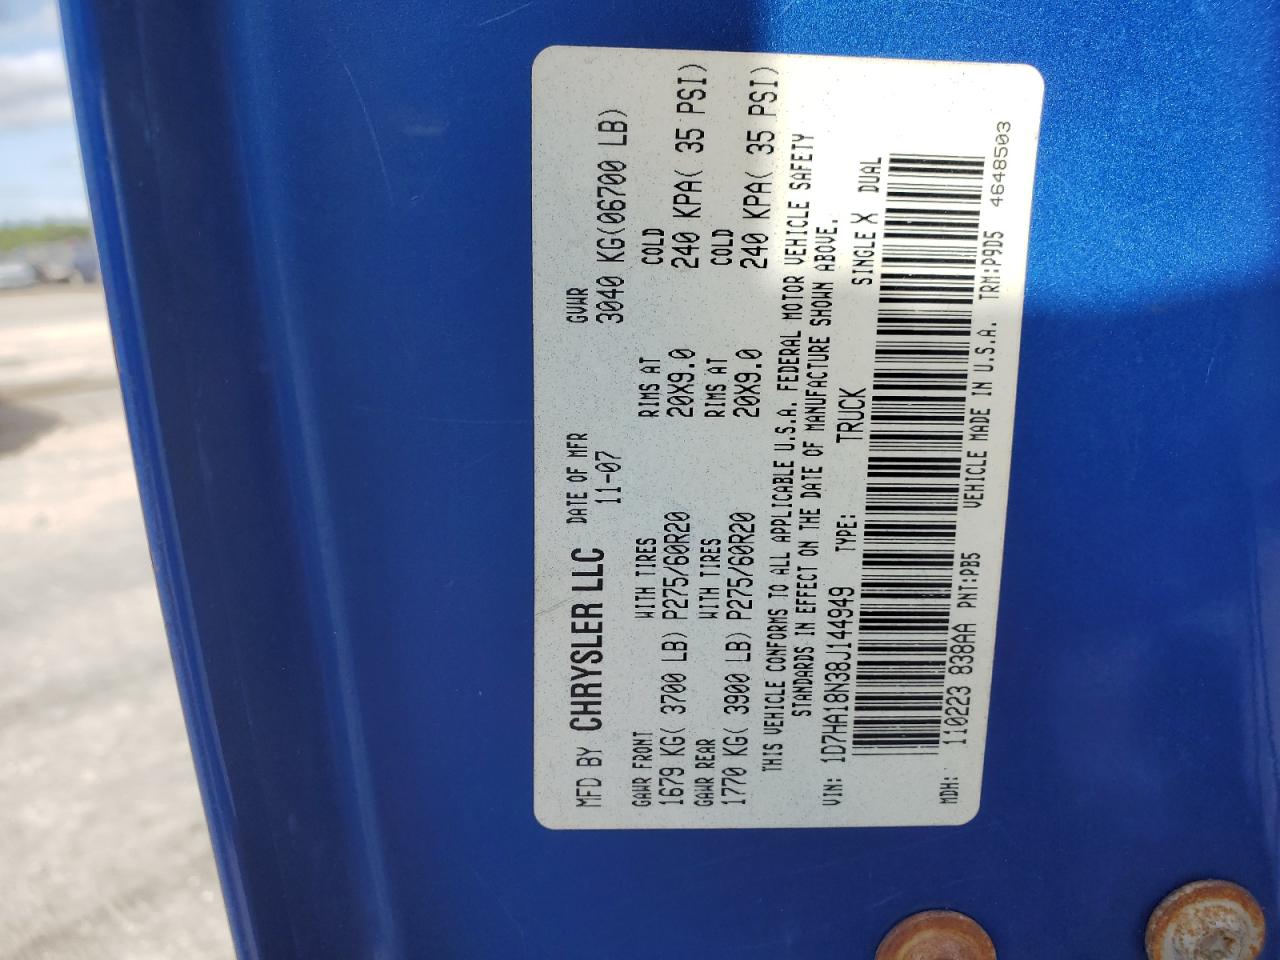 MFD BY CHRYSLER LLC DATE OF MFR GVWR
11-07 3040 KG(06700 LB)
GAWR FRONT WITH TIRES RIMS AT COLD
1679 KG( 3700 LB) P275/60R20 20X9.0 240 KPA( 35 PSI)
GAWR REAR WITH TIRES RIMS AT COLD
1770 KG( 3900 LB) P275/60R20 20X9.0 240 KPA( 35 PSI)
THIS VEHICLE CONFORMS TO ALL APPLICABLE U.S.A. FEDERAL MOTOR VEHICLE SAFETY
STANDARDS IN EFFECT ON THE DATE OF MANUFACTURE SHOWN ABOVE.
VIN: 1D7HA18N38J144949 TYPE: TRUCK SINGLE X DUAL
MDH: 110223 838AA PNT:PB5 VEHICLE MADE IN U.S.A. TRM:P9D5 4648503